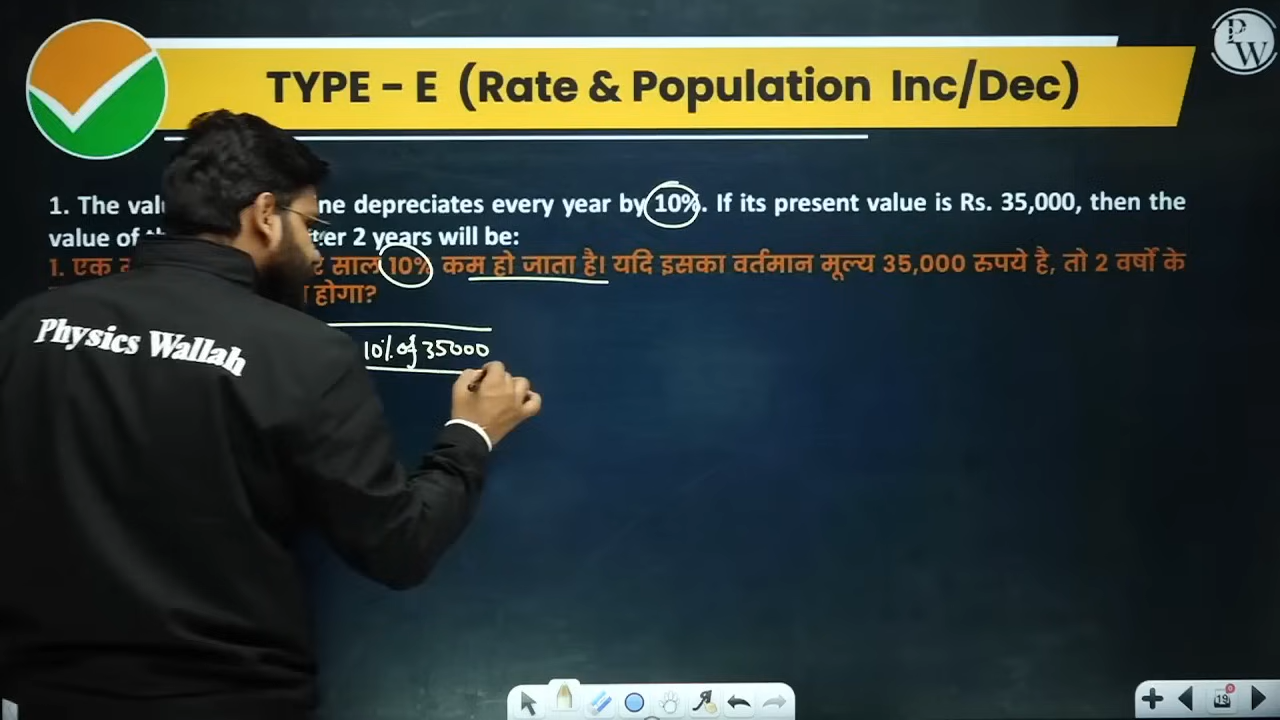 TYPE - E (Rate & Population Inc/Dec)
PW
1. The ne depreciates every year by 10%. If its present value is Rs. 35,000, then the
value of 2 years will be:
1. एक साल 10% कम हो जाता है। यदि इसका वर्तमान मूल्य 35,000 रुपये है, तो 2 वर्षो के
होगा?
10% of 35000
Physics Wallah
19